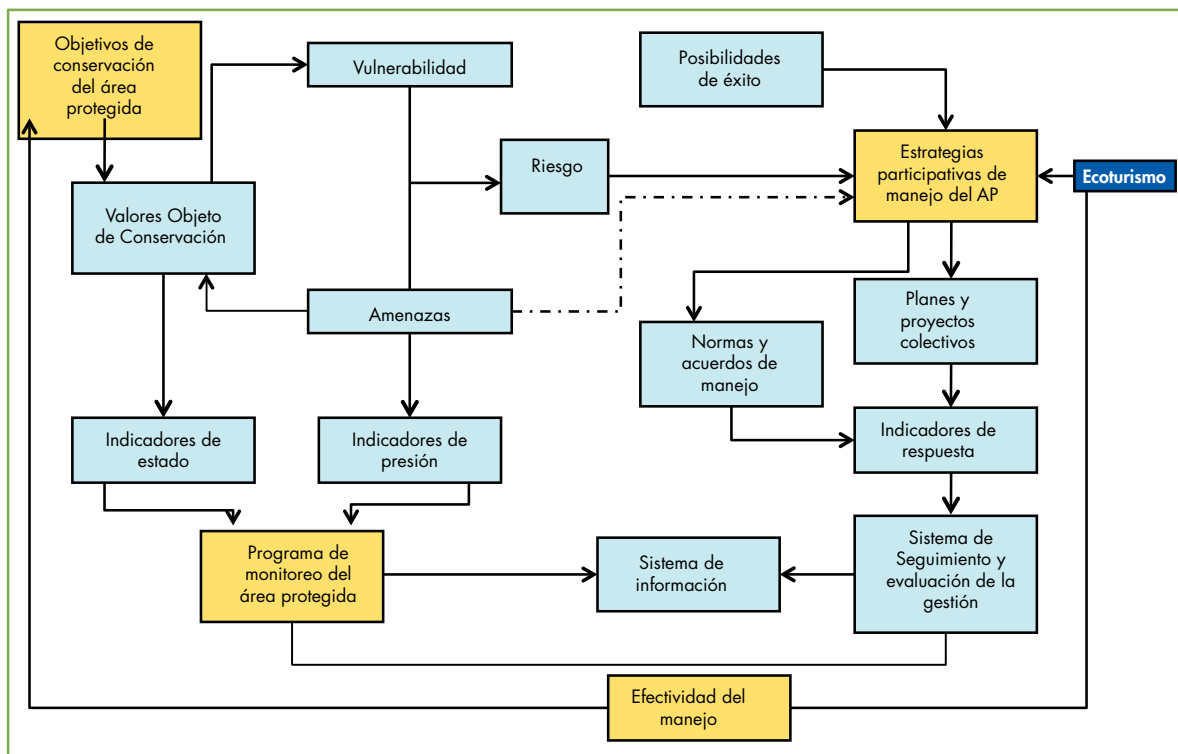 Objetivos de
conservación
del área
protegida
Vulnerabilidad
Posibilidades
de éxito
Riesgo
Estrategias
participativas de
manejo del AP
Ecoturismo
Valores Objeto
de Conservación
Amenazas
Planes y
proyectos
colectivos
Normas y
acuerdos de
manejo
Indicadores de
estado
Indicadores de
presión
Indicadores de
respuesta
Programa de
monitoreo del
área protegida
Sistema de
información
Sistema de
Seguimiento y
evaluación de la
gestión
Efectividad del
manejo